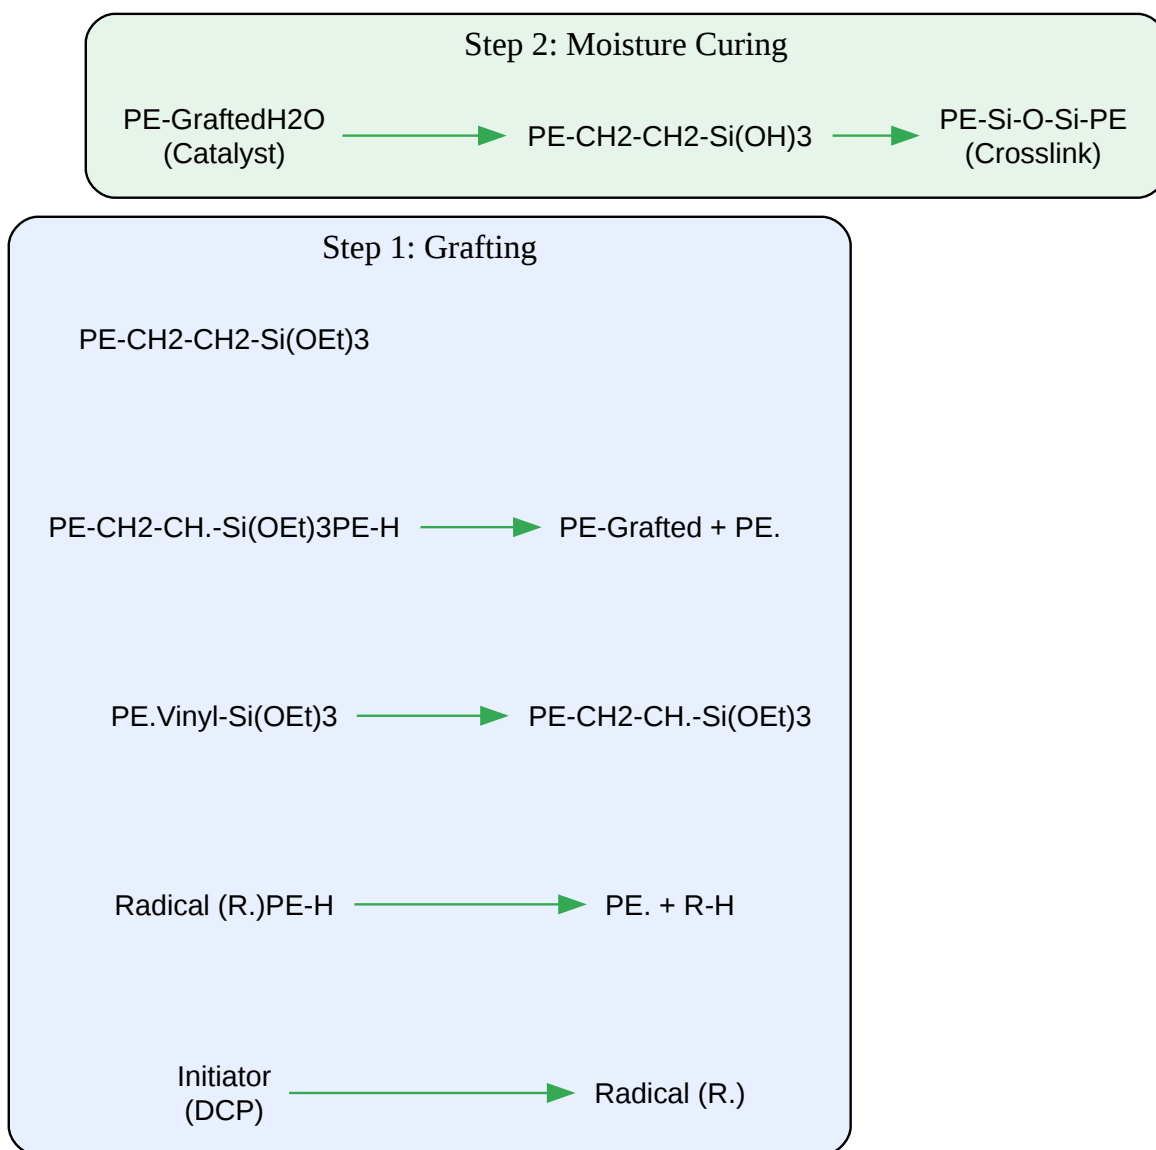 Step 2: Moisture Curing
PE-GraftedH2O
(Catalyst)
PE-CH2-CH2-Si(OH)3
PE-Si-O-Si-PE
(Crosslink)
Step 1: Grafting
PE-CH2-CH2-Si(OEt)3
PE-CH2-CH.-Si(OEt)3PE-H
PE-Grafted + PE.
PE.Vinyl-Si(OEt)3
PE-CH2-CH.-Si(OEt)3
Radical (R.)PE-H
PE. + R-H
Initiator
(DCP)
Radical (R.)